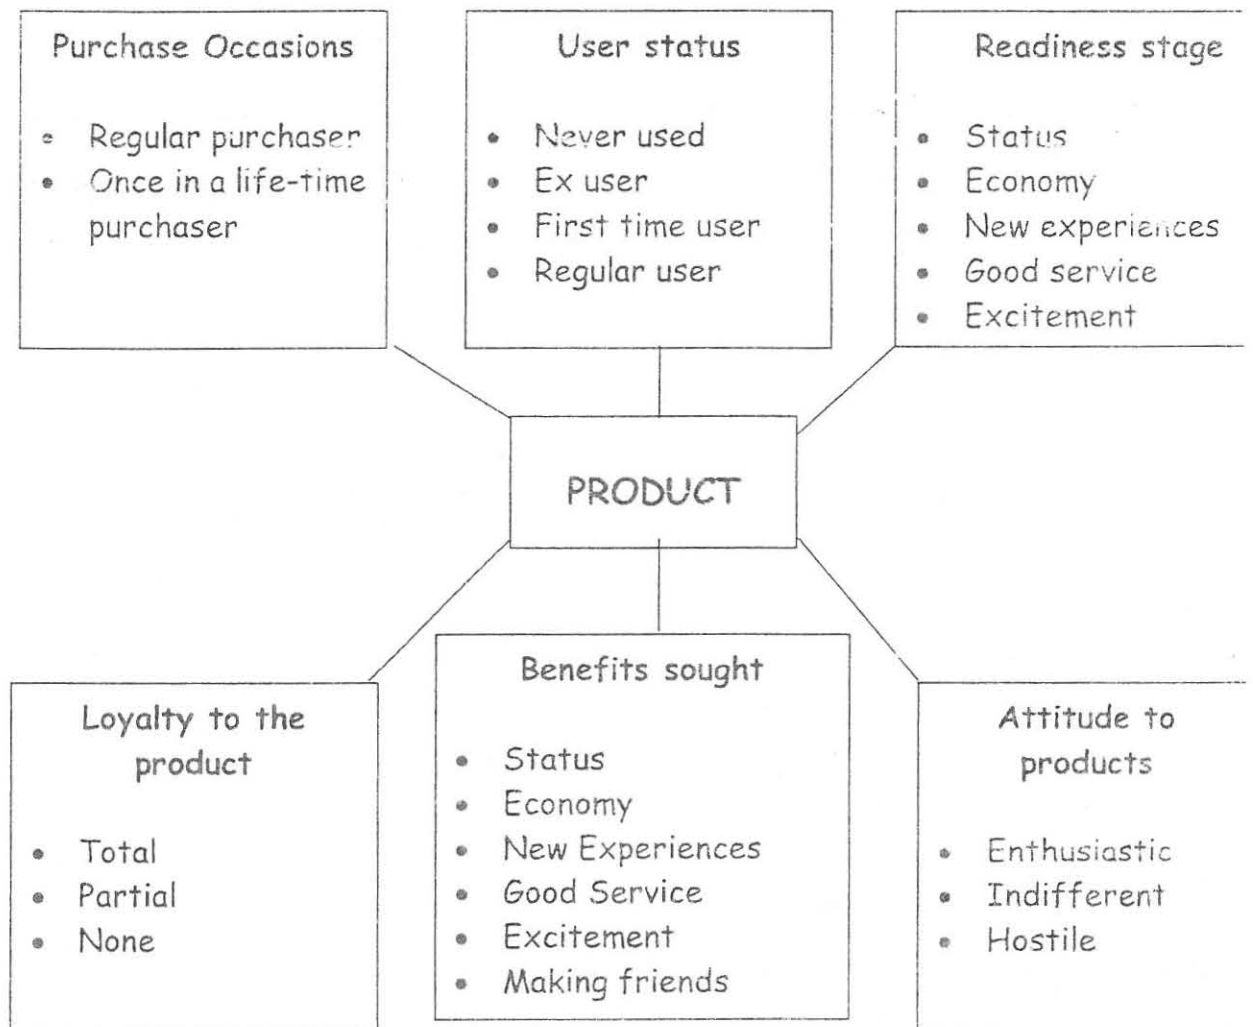 Purchase Occasions
• Regular purchaser
• Once in a life-time
purchaser
User status
• Never used
• Ex user
• First time user
• Regular user
Readiness stage
• Status
• Economy
• New experiences
• Good service
• Excitement
PRODUCT
Loyalty to the
product
• Total
• Partial
• None
Benefits sought
• Status
• Economy
• New Experiences
• Good Service
• Excitement
• Making friends
Attitude to
products
• Enthusiastic
• Indifferent
• Hostile